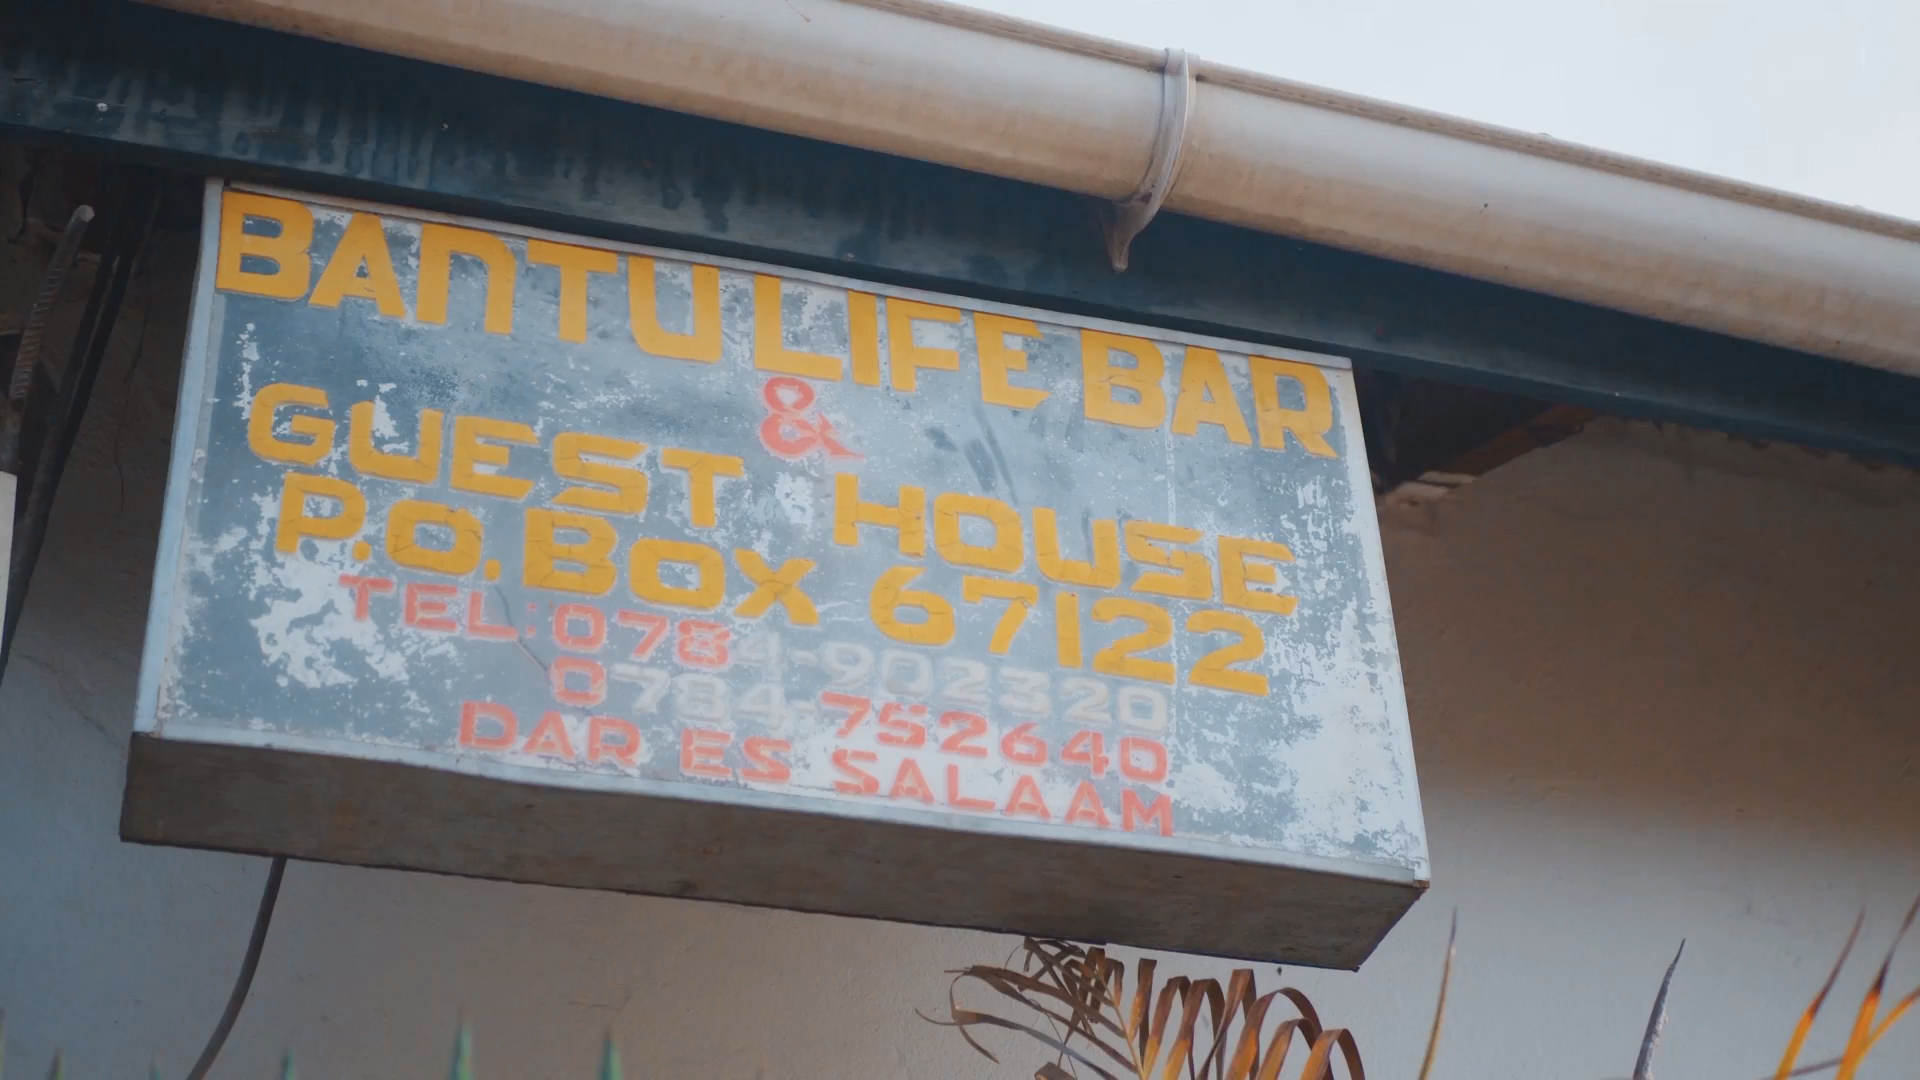 BANTU LIFE BAR
&
GUEST HOUSE
P.O. BOX 67122
TEL: 0784-902320
0784-752640
DAR ES SALAAM